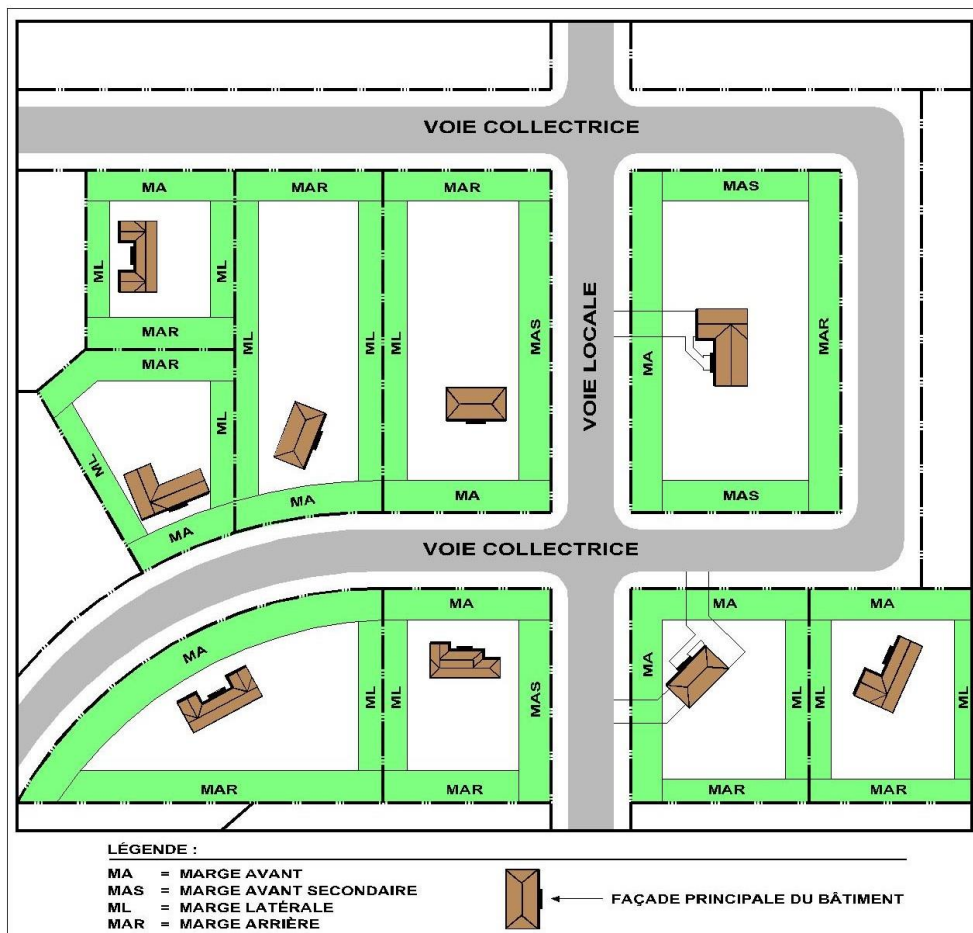 VOIE COLLECTRICE
MA
MAR
MAR
MAS
ML
ML
MAR
MAR
ML
ML
ML
ML
ML
MAS
VOIE LOCALE
MA
MAR
ML
MA
MA
MA
MAS
VOIE COLLECTRICE
MA
MA
MA
MA
MA
ML
ML
MAS
ML
ML
ML
MAR
MAR
MAR
MAR
LÉGENDE :
MA = MARGE AVANT
MAS = MARGE AVANT SECONDAIRE
ML = MARGE LATÉRALE
MAR = MARGE ARRIÈRE
FAÇADE PRINCIPALE DU BÂTIMENT